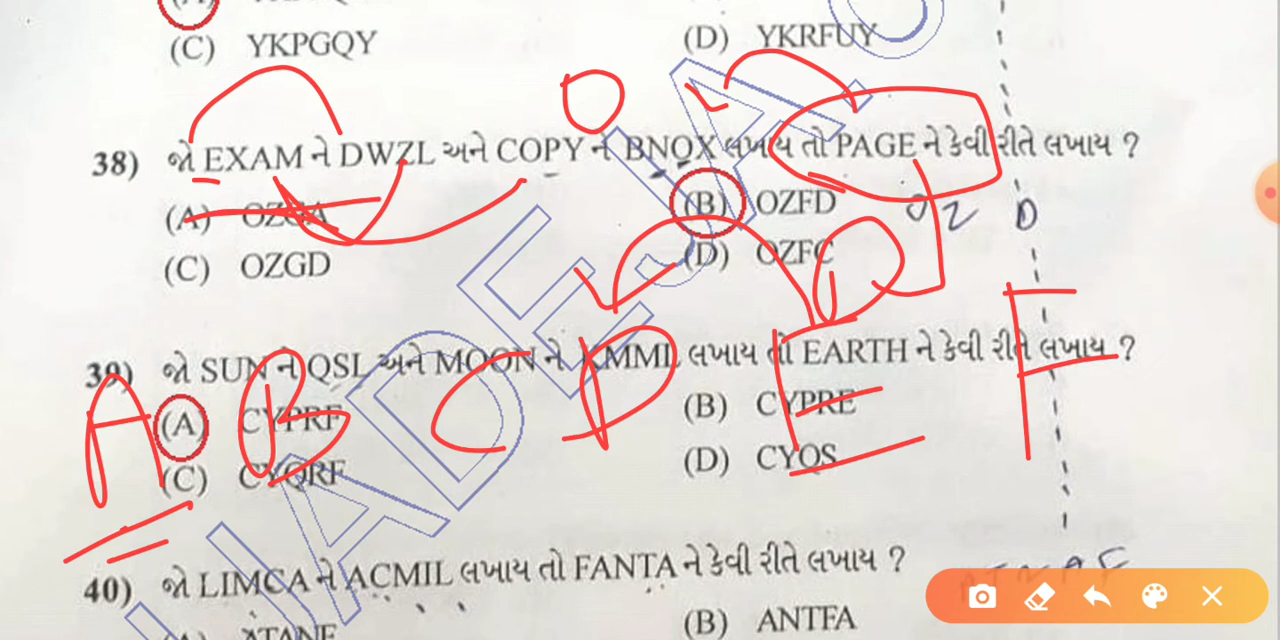 (C) YKPGQY (D) YKRFUY
38) જો EXAM ને DWZL અને COPY ને BNOX લખાય તો PAGE ને કેવી રીતે લખાય ?
(A) OZGA (B) OZFD OZ D
(C) OZGD (D) OZFC
39) જો SUN ને QSL અને MOON ને KMML લખાય તો EARTH ને કેવી રીતે લખાય ?
(A) CYPRF (B) CYPRE
(C) CYQRF (D) CYQS
A B C D E F
40) જો LIMCA ને ACMIL લખાય તો FANTA ને કેવી રીતે લખાય ?
(B) ANTFA